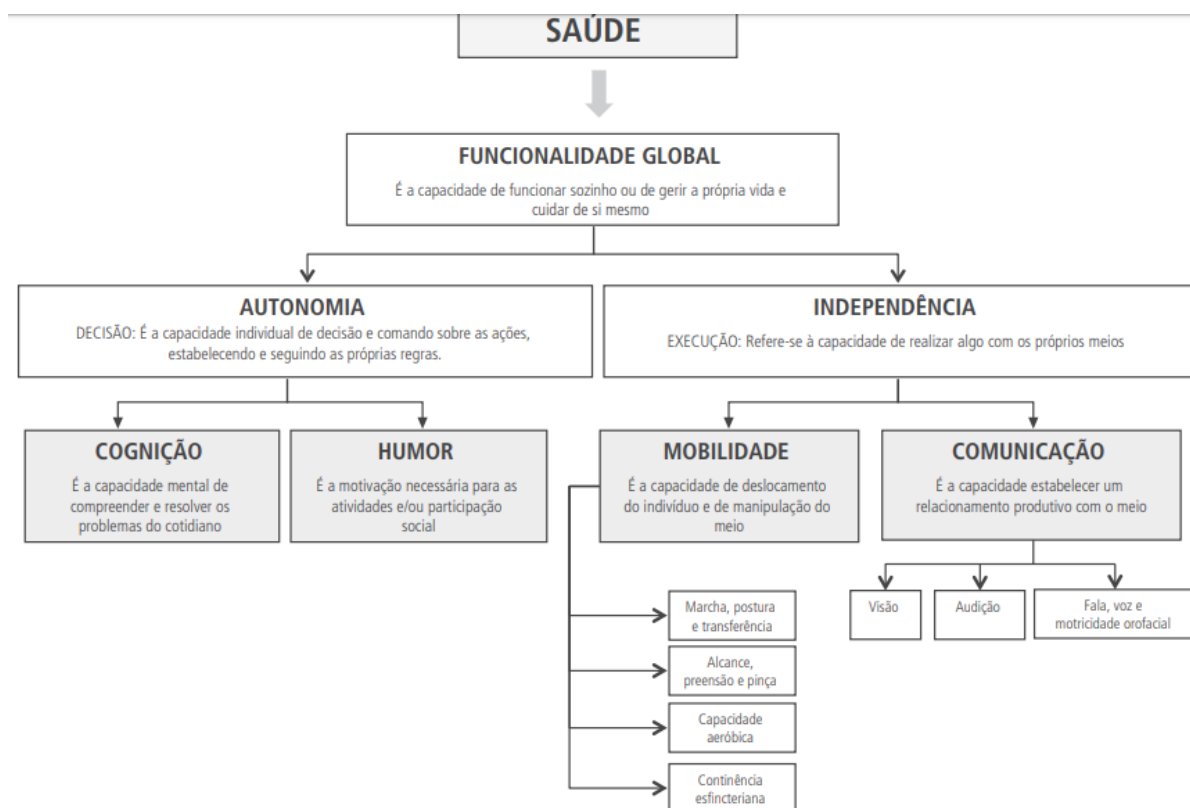 SAÚDE
FUNCIONALIDADE GLOBAL
É a capacidade de funcionar sozinho ou de gerir a própria vida e
cuidar de si mesmo
AUTONOMIA
DECISÃO: É a capacidade individual de decisão e comando sobre as ações,
estabelecendo e seguindo as próprias regras.
INDEPENDÊNCIA
EXECUÇÃO: Refere-se à capacidade de realizar algo com os próprios meios
COGNIÇÃO
É a capacidade mental de
compreender e resolver os
problemas do cotidiano
HUMOR
É a motivação necessária para as
atividades e/ou participação
social
MOBILIDADE
É a capacidade de deslocamento
do indivíduo e de manipulação do
meio
COMUNICAÇÃO
É a capacidade estabelecer um
relacionamento produtivo com o meio
Marcha, postura
e transferência
Alcance,
preensão e pinça
Capacidade
aeróbica
Continência
esfincteriana
Visão
Audição
Fala, voz e
motricidade orofacial